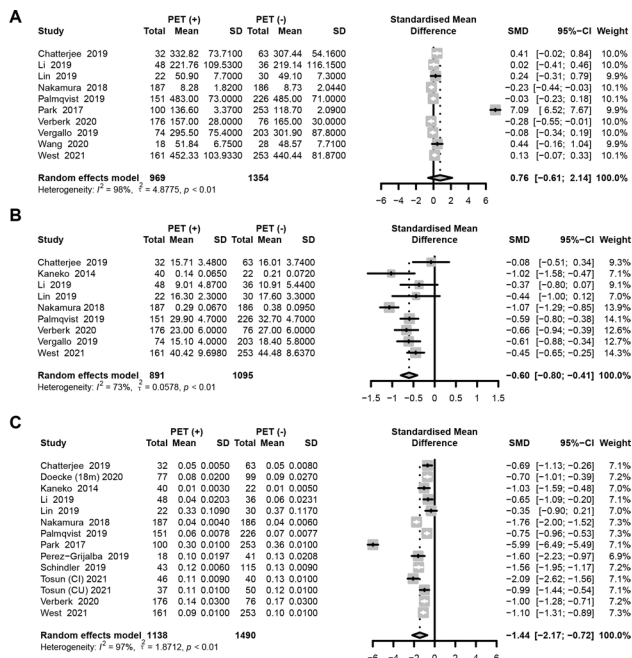 A
PET (+) PET (-) Standardised Mean
Study Total Mean SD Total Mean SD Difference SMD 95%-CI Weight
Chatterjee 2019 32 332.82 73.7100 63 307.44 54.1600 0.41 [-0.02; 0.84] 10.0%
Li 2019 48 221.76 109.5300 36 219.14 116.1500 0.02 [-0.41; 0.46] 10.0%
Lin 2019 22 50.90 7.7000 30 49.10 7.3000 0.24 [-0.31; 0.79] 9.9%
Nakamura 2018 187 8.28 1.8200 186 8.73 2.0440 -0.23 [-0.44; -0.03] 10.1%
Palmqvist 2019 151 483.00 73.0000 226 485.00 71.0000 -0.03 [-0.23; 0.18] 10.1%
Park 2017 100 136.60 3.3700 253 118.70 2.0900 7.09 [ 6.52; 7.67] 9.9%
Verberk 2020 176 157.00 28.0000 76 165.00 30.0000 -0.28 [-0.55; -0.01] 10.1%
Vergallo 2019 74 295.50 75.4000 203 301.90 87.8000 -0.08 [-0.34; 0.19] 10.1%
Wang 2020 18 51.84 6.7500 28 48.57 7.7100 0.44 [-0.16; 1.04] 9.9%
West 2021 161 452.33 103.9330 253 440.44 81.8700 0.13 [-0.07; 0.33] 10.1%
Random effects model 969 1354 0.76 [-0.61; 2.14] 100.0%
Heterogeneity: I² = 98%, τ² = 4.8775, p < 0.01
-6 -4 -2 0 2 4 6
B
PET (+) PET (-) Standardised Mean
Study Total Mean SD Total Mean SD Difference SMD 95%-CI Weight
Chatterjee 2019 32 15.71 3.4800 63 16.01 3.7400 -0.08 [-0.51; 0.34] 9.3%
Kaneko 2014 40 0.14 0.0650 22 0.21 0.0720 -1.02 [-1.58; -0.47] 7.1%
Li 2019 48 9.01 4.8700 36 10.91 5.4400 -0.37 [-0.80; 0.07] 9.1%
Lin 2019 22 16.30 2.3000 30 17.60 3.3000 -0.44 [-1.00; 0.12] 7.0%
Nakamura 2018 187 0.29 0.0670 186 0.38 0.0950 -1.07 [-1.29; -0.85] 14.1%
Palmqvist 2019 151 29.90 4.7000 226 32.70 4.7000 -0.59 [-0.80; -0.38] 14.2%
Verberk 2020 176 23.00 6.0000 76 27.00 6.0000 -0.66 [-0.94; -0.39] 12.7%
Vergallo 2019 74 15.10 4.0000 203 18.40 5.8000 -0.61 [-0.88; -0.34] 12.8%
West 2021 161 40.42 9.6980 253 44.48 8.6370 -0.45 [-0.65; -0.25] 14.5%
Random effects model 891 1095 -0.60 [-0.80; -0.41] 100.0%
Heterogeneity: I² = 73%, τ² = 0.0578, p < 0.01
-1.5 -1 -0.5 0 0.5 1 1.5
C
PET (+) PET (-) Standardised Mean
Study Total Mean SD Total Mean SD Difference SMD 95%-CI Weight
Chatterjee 2019 32 0.05 0.0050 63 0.05 0.0080 -0.69 [-1.13; -0.26] 7.1%
Doecke (18m) 2020 77 0.08 0.0200 99 0.09 0.0270 -0.70 [-1.01; -0.39] 7.2%
Kaneko 2014 40 0.01 0.0030 22 0.01 0.0050 -1.03 [-1.59; -0.48] 7.1%
Li 2019 48 0.04 0.0203 36 0.06 0.0231 -0.65 [-1.09; -0.20] 7.1%
Lin 2019 22 0.33 0.1090 30 0.37 0.1170 -0.35 [-0.90; 0.21] 7.1%
Nakamura 2018 187 0.04 0.0040 186 0.04 0.0060 -1.76 [-2.00; -1.52] 7.2%
Palmqvist 2019 151 0.06 0.0078 226 0.07 0.0077 -0.75 [-0.96; -0.53] 7.2%
Park 2017 100 0.30 0.0100 253 0.36 0.0100 -5.99 [-6.49; -5.49] 7.1%
Perez-Grijalba 2019 18 0.10 0.0197 41 0.13 0.0208 -1.60 [-2.23; -0.97] 7.0%
Schindler 2019 43 0.12 0.0060 115 0.13 0.0090 -1.56 [-1.95; -1.17] 7.2%
Tosun (CI) 2021 46 0.11 0.0090 40 0.13 0.0100 -2.09 [-2.62; -1.56] 7.1%
Tosun (CU) 2021 37 0.11 0.0100 50 0.12 0.0100 -0.99 [-1.44; -0.54] 7.1%
Verberk 2020 176 0.14 0.0300 76 0.17 0.0300 -1.00 [-1.28; -0.71] 7.2%
West 2021 161 0.09 0.0100 253 0.10 0.0100 -1.10 [-1.31; -0.89] 7.2%
Random effects model 1138 1490 -1.44 [-2.17; -0.72] 100.0%
Heterogeneity: I² = 97%, τ² = 1.8712, p < 0.01
-6 -4 -2 0 2 4 6